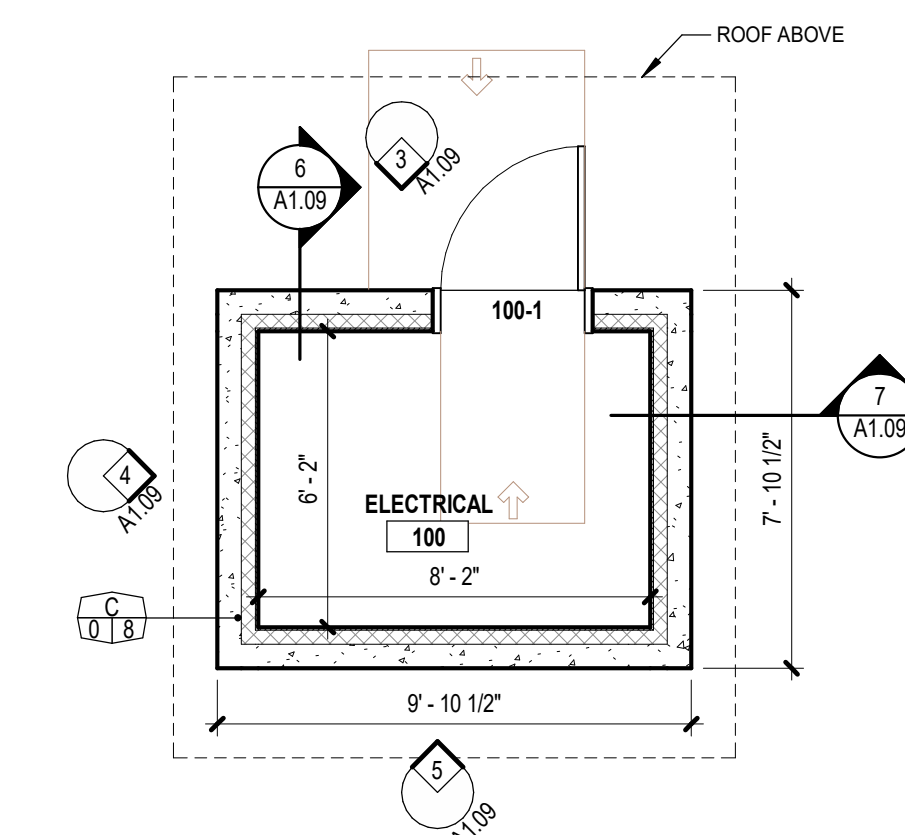 ROOF ABOVE
3
A1.09
6
A1.09
100-1
7
A1.09
4
A1.09
6' - 2"
7' - 10 1/2"
ELECTRICAL
100
8' - 2"
C
0 8
9' - 10 1/2"
5
A1.09